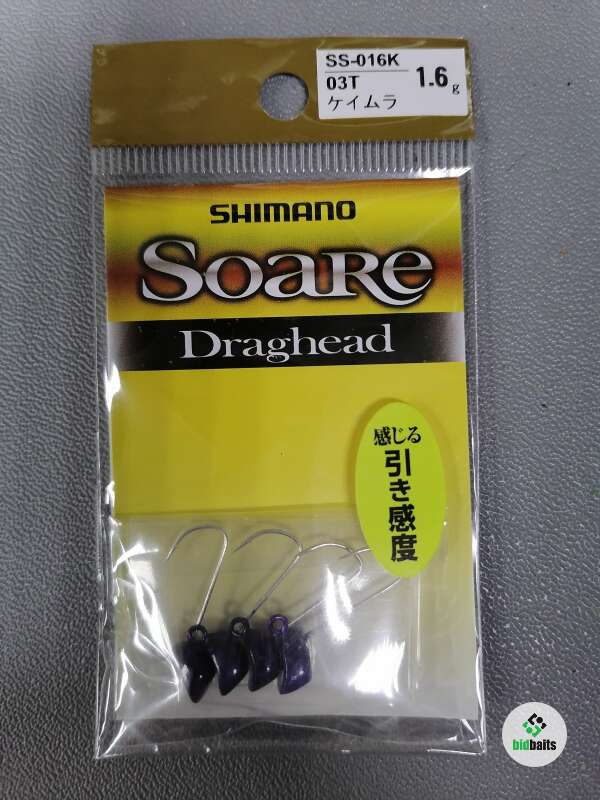 SS-016K
03T
ケイムラ
1.6g
SHIMANO
SOARE
Draghead
感じる
引き感度
bidbaits